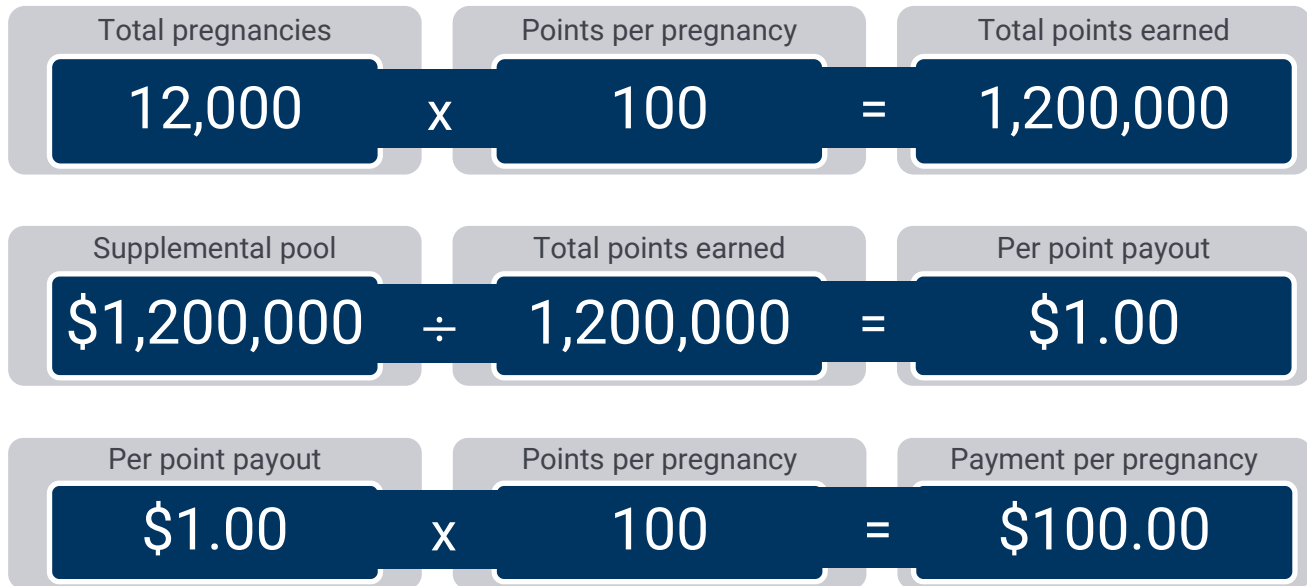 Total pregnancies Points per pregnancy Total points earned
12,000 x 100 = 1,200,000
Supplemental pool Total points earned Per point payout
$1,200,000 ÷ 1,200,000 = $1.00
Per point payout Points per pregnancy Payment per pregnancy
$1.00 x 100 = $100.00